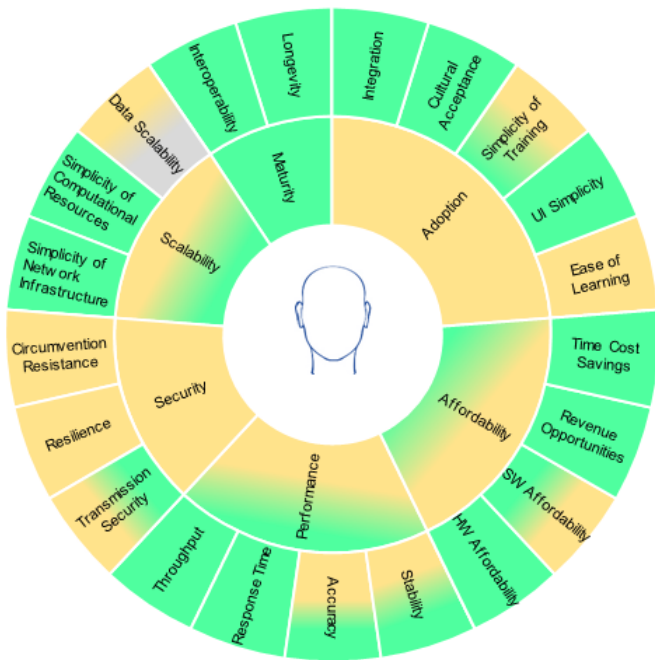 Integration
Cultural
Acceptance
Simplicity of
Training
UI Simplicity
Ease of
Learning
Time Cost
Savings
Revenue
Opportunities
SW Affordability
HW Affordability
Stability
Accuracy
Response Time
Throughput
Transmission
Security
Resilience
Circumvention
Resistance
Simplicity of
Network
Infrastructure
Simplicity of
Computational
Resources
Data Scalability
Interoperability
Longevity
Adoption
Affordability
Performance
Security
Scalability
Maturity